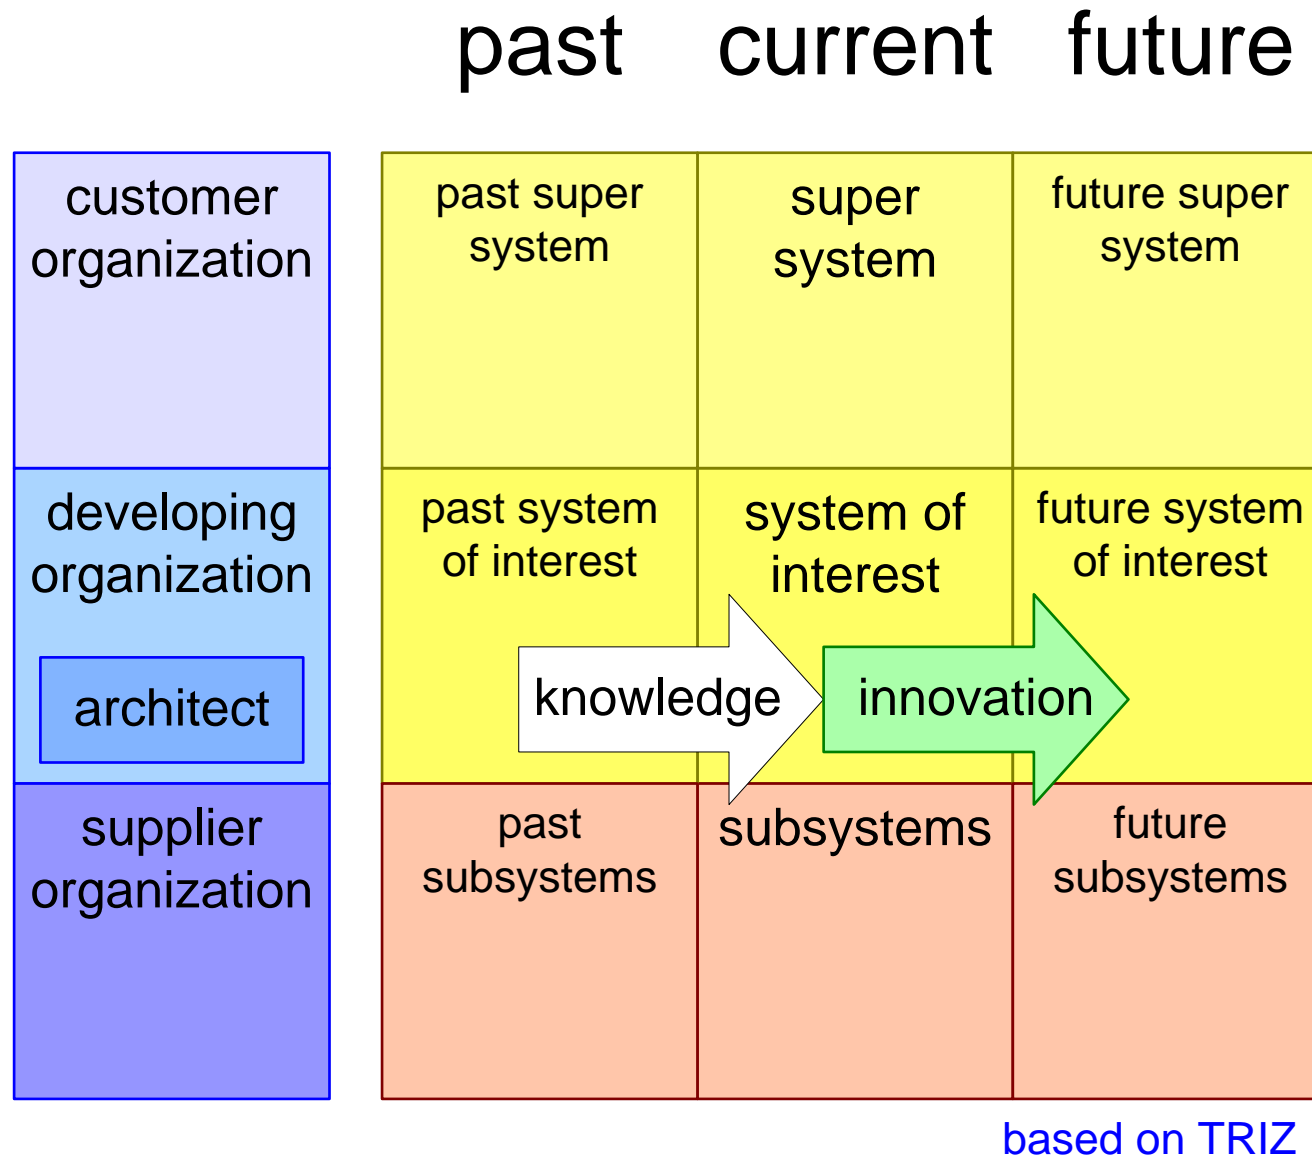 past current future
customer
organization
past super
system
super
system
future super
system
developing
organization
architect
past system
of interest
system of
interest
future system
of interest
knowledge
innovation
supplier
organization
past
subsystems
subsystems
future
subsystems
based on TRIZ